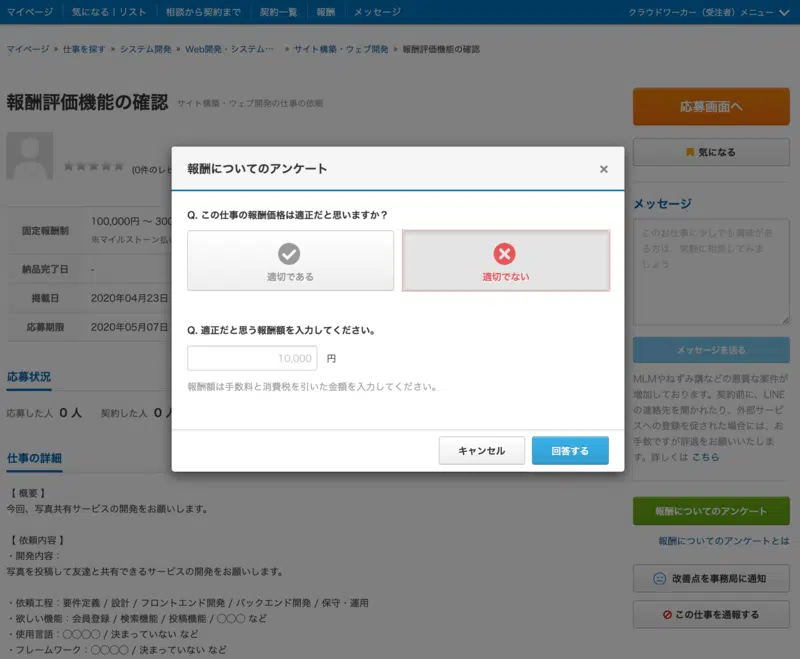 マイページ 気になる！リスト 相談から契約まで 契約一覧 報酬 メッセージ クラウドワーカー（受注者）メニュー
マイページ » 仕事を探す » システム開発 » Web開発・システム… » サイト構築・ウェブ開発 » 報酬評価機能の確認
報酬評価機能の確認 サイト構築・ウェブ開発の仕事の依頼
(0件のレビ
固定報酬制
100,000円 〜 300
※マイルストーン払い
納品完了日 -
掲載日 2020年04月23日
応募期限 2020年05月07日
応募状況
応募した人 0 人 契約した人 0 人
仕事の詳細
【 概要 】
今回、写真共有サービスの開発をお願いします。
【 依頼内容 】
・開発内容：
写真を投稿して友達と共有できるサービスの開発をお願いします。
・依頼工程：要件定義 / 設計 / フロントエンド開発 / バックエンド開発 / 保守・運用
・欲しい機能：会員登録 / 検索機能 / 投稿機能 / ◯◯◯ など
・使用言語：◯◯◯◯ / 決まっていない など
・フレームワーク：◯◯◯◯ / 決まっていない など
報酬についてのアンケート ×
Q. この仕事の報酬価格は適正だと思いますか？
適切である
適切でない
Q. 適正だと思う報酬額を入力してください。
10,000 円
報酬額は手数料と消費税を引いた金額を入力してください。
キャンセル 回答する
応募画面へ
気になる
メッセージ
このお仕事に少しでも興味があ
る方は、気軽に相談してみま
しょう
メッセージを送る
MLMやねずみ講などの悪質な案件が
増加しております。契約前に、LINE
の連絡先を聞かれたり、外部サービ
スへの登録を促された場合には、お
手数ですが辞退をお願いいたしま
す。詳しくは こちら
報酬についてのアンケート
報酬についてのアンケートとは
改善点を事務局に通知
この仕事を通報する